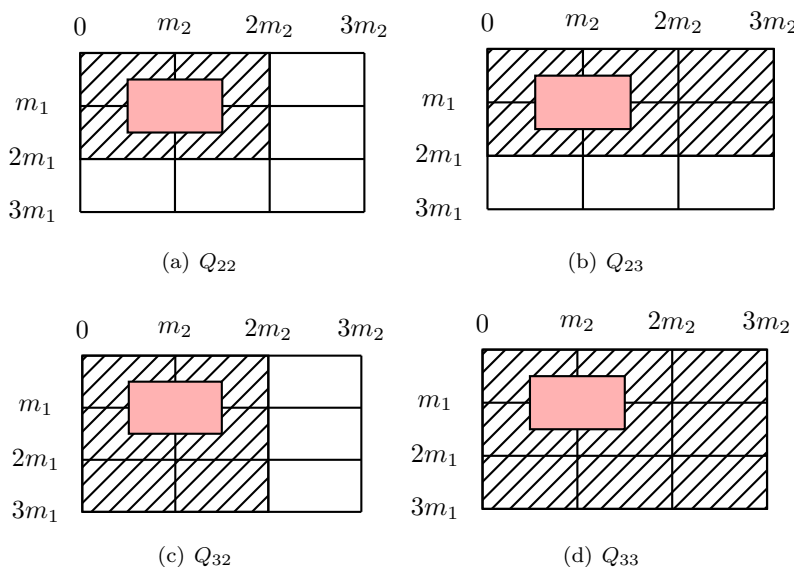 0 m₂ 2m₂ 3m₂
m₁
2m₁
3m₁
(a) Q₂₂
0 m₂ 2m₂ 3m₂
m₁
2m₁
3m₁
(b) Q₂₃
0 m₂ 2m₂ 3m₂
m₁
2m₁
3m₁
(c) Q₃₂
0 m₂ 2m₂ 3m₂
m₁
2m₁
3m₁
(d) Q₃₃